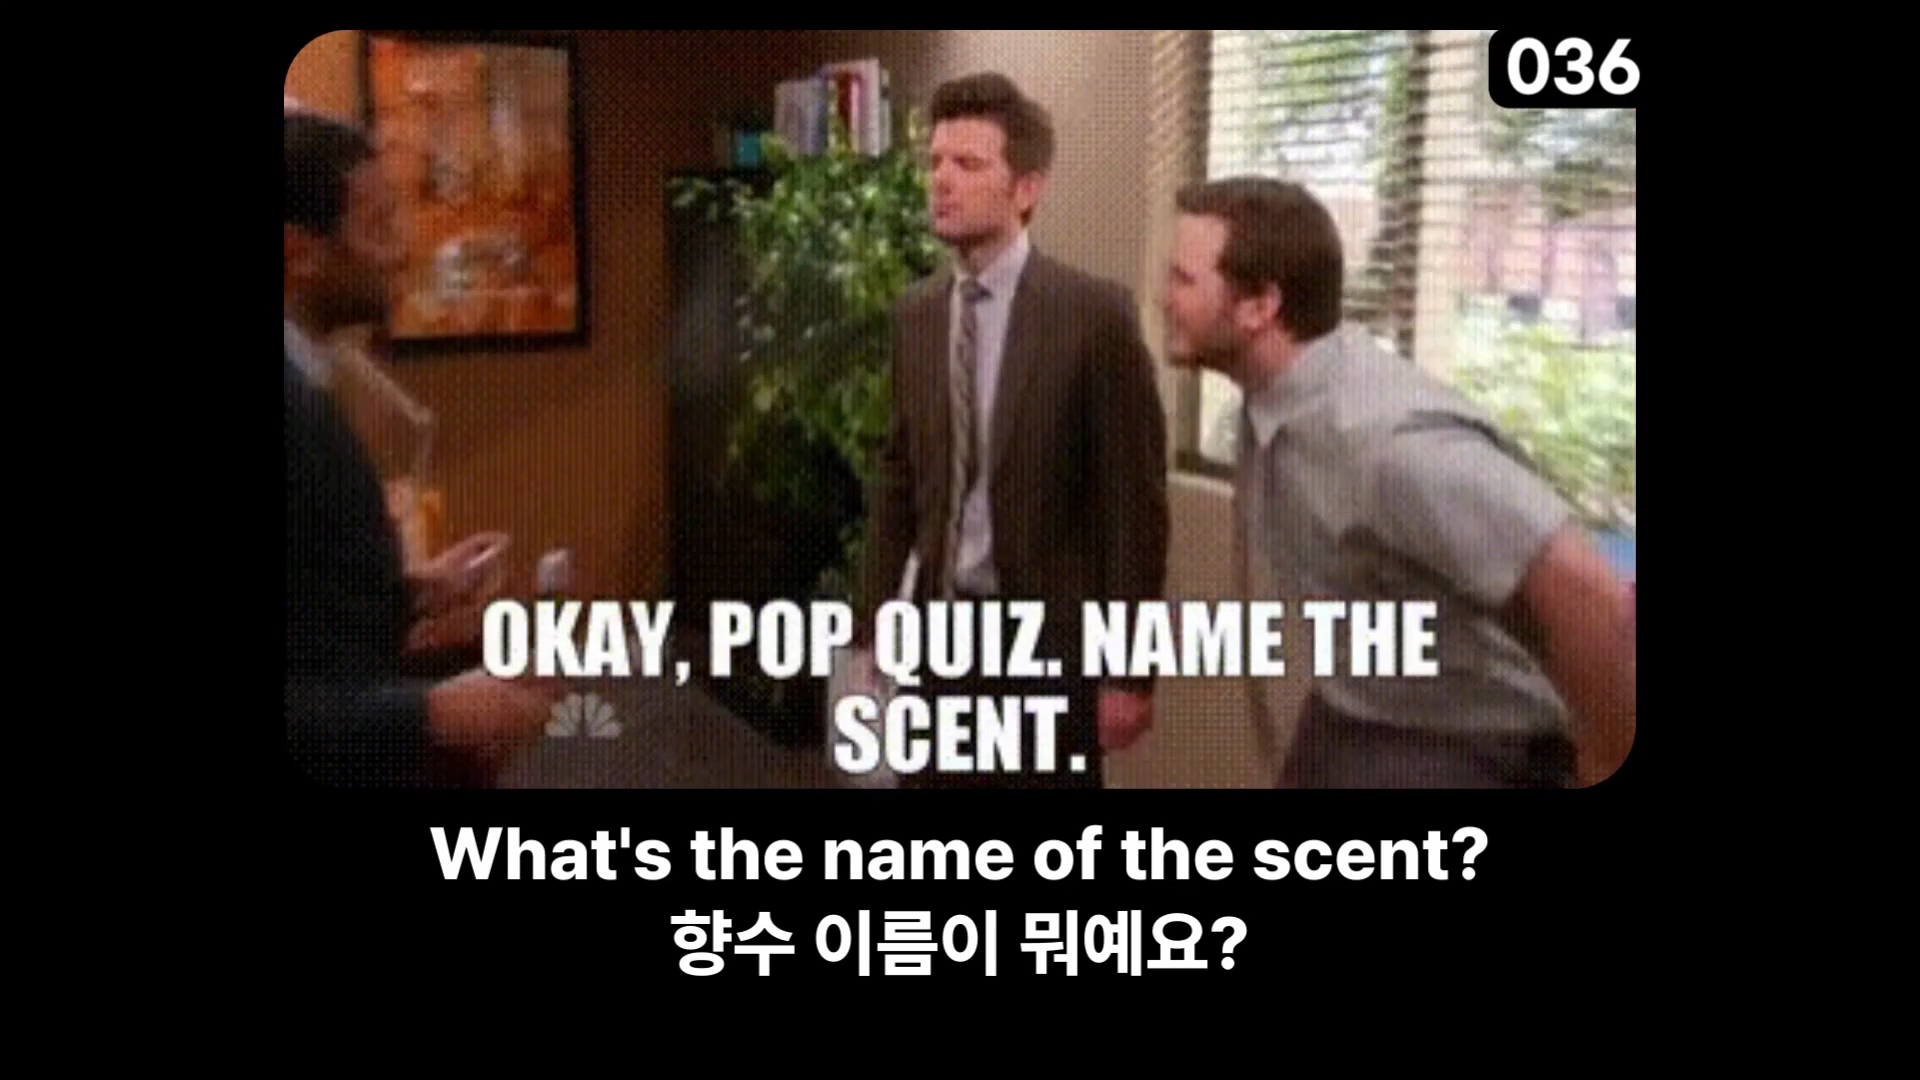 036
OKAY, POP QUIZ. NAME THE
SCENT.
What's the name of the scent?
향수 이름이 뭐예요?